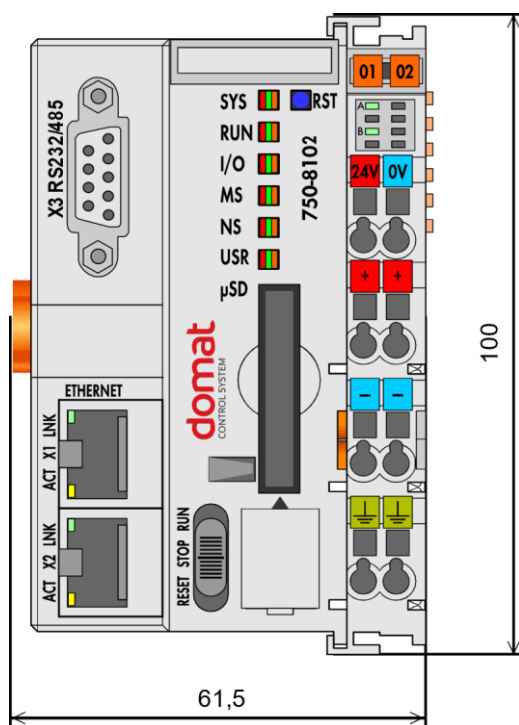 X3 RS232/485
SYS
RST
RUN
I/O
MS
NS
USR
µSD
750-8102
01 02
A
B
24V 0V
+ +
− −
domat
CONTROL SYSTEM
ETHERNET
ACT X1 LNK
ACT X2 LNK
RESET STOP RUN
100
61,5